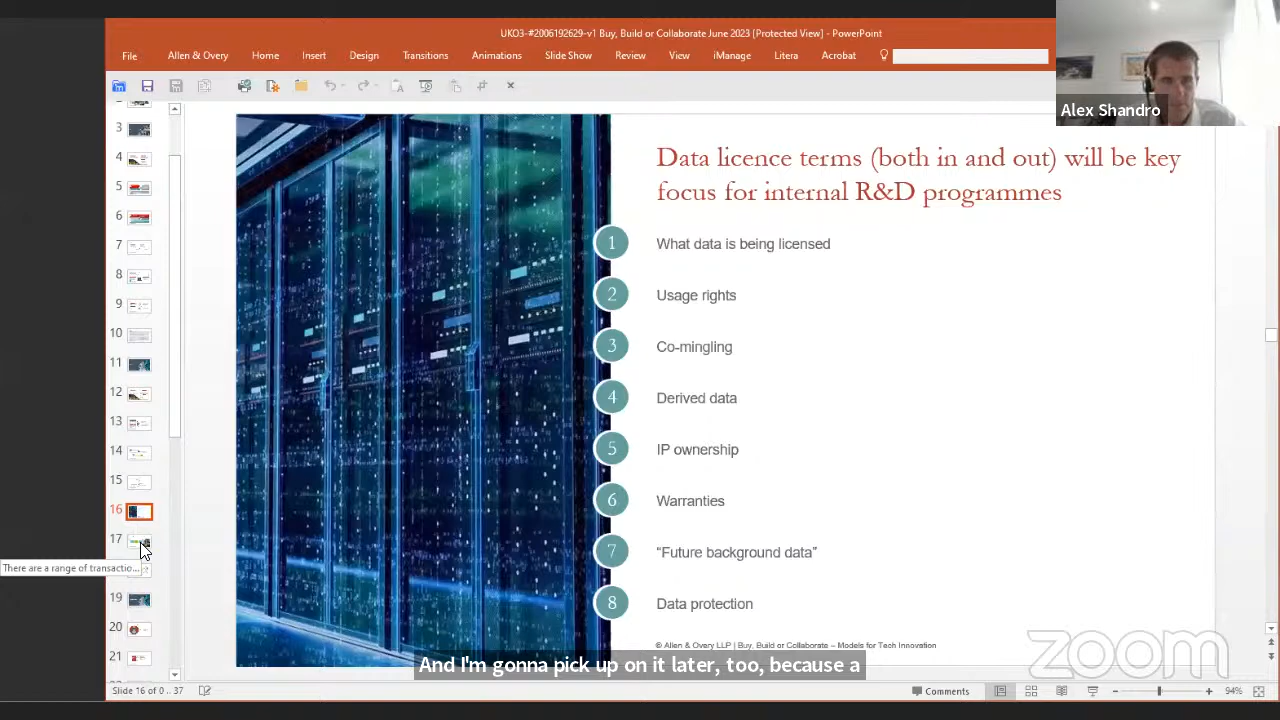 UKO3-#2006192629-v1 Buy, Build or Collaborate June 2023 [Protected View] - PowerPoint
File Allen & Overy Home Insert Design Transitions Animations Slide Show Review View iManage Litera Acrobat
Alex Shandro
Data licence terms (both in and out) will be key
focus for internal R&D programmes
1 What data is being licensed
2 Usage rights
3 Co-mingling
4 Derived data
5 IP ownership
6 Warranties
7 "Future background data"
8 Data protection
© Allen & Overy LLP | Buy, Build or Collaborate – Models for Tech Innovation
3
4
5
6
7
8
9
10
11
12
13
14
15
16
17
There are a range of transactio...
19
20
21
And I'm gonna pick up on it later, too, because a
zoom
Slide 16 of 0 .. 37
Comments
94%